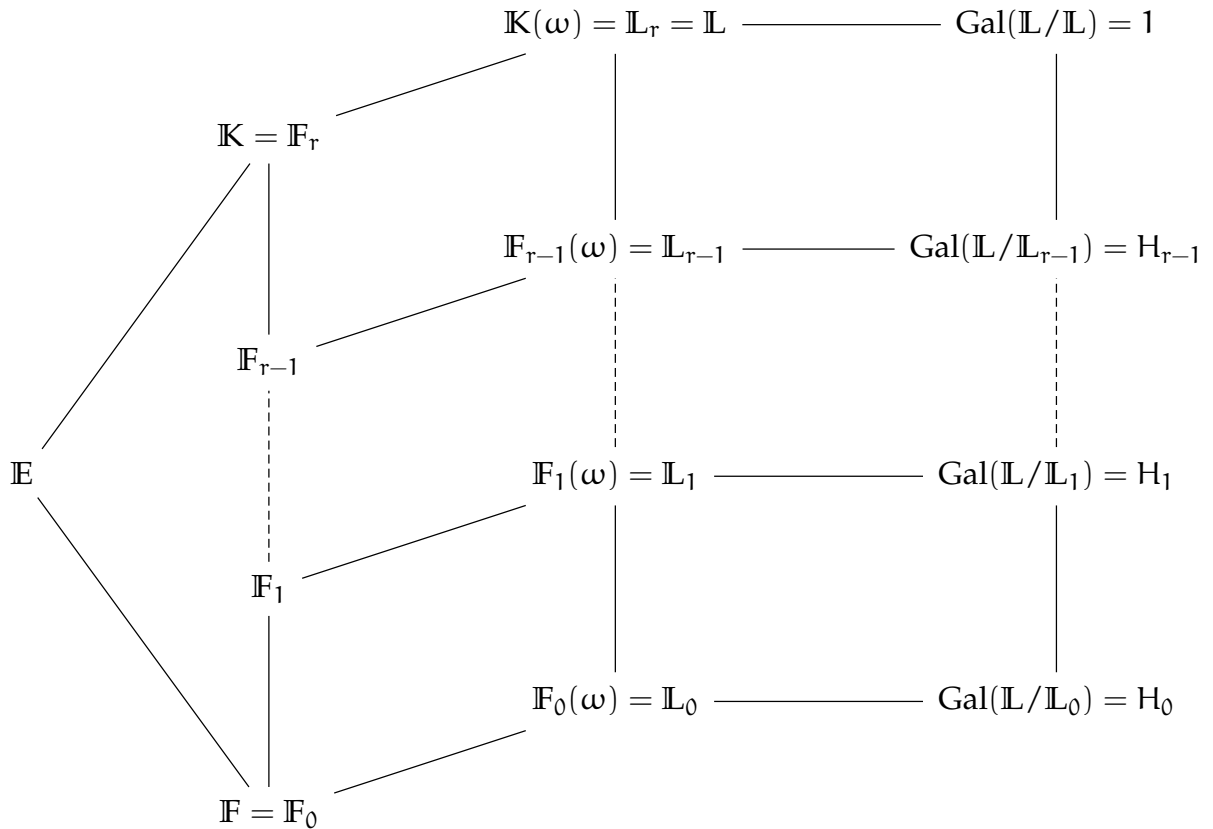 𝕂(ω) = 𝕃ᵣ = 𝕃 Gal(𝕃/𝕃) = 1
𝕂 = 𝔽ᵣ
𝔽ᵣ₋₁(ω) = 𝕃ᵣ₋₁ Gal(𝕃/𝕃ᵣ₋₁) = Hᵣ₋₁
𝔽ᵣ₋₁
𝔼 𝔽₁(ω) = 𝕃₁ Gal(𝕃/𝕃₁) = H₁
𝔽₁
𝔽₀(ω) = 𝕃₀ Gal(𝕃/𝕃₀) = H₀
𝔽 = 𝔽₀